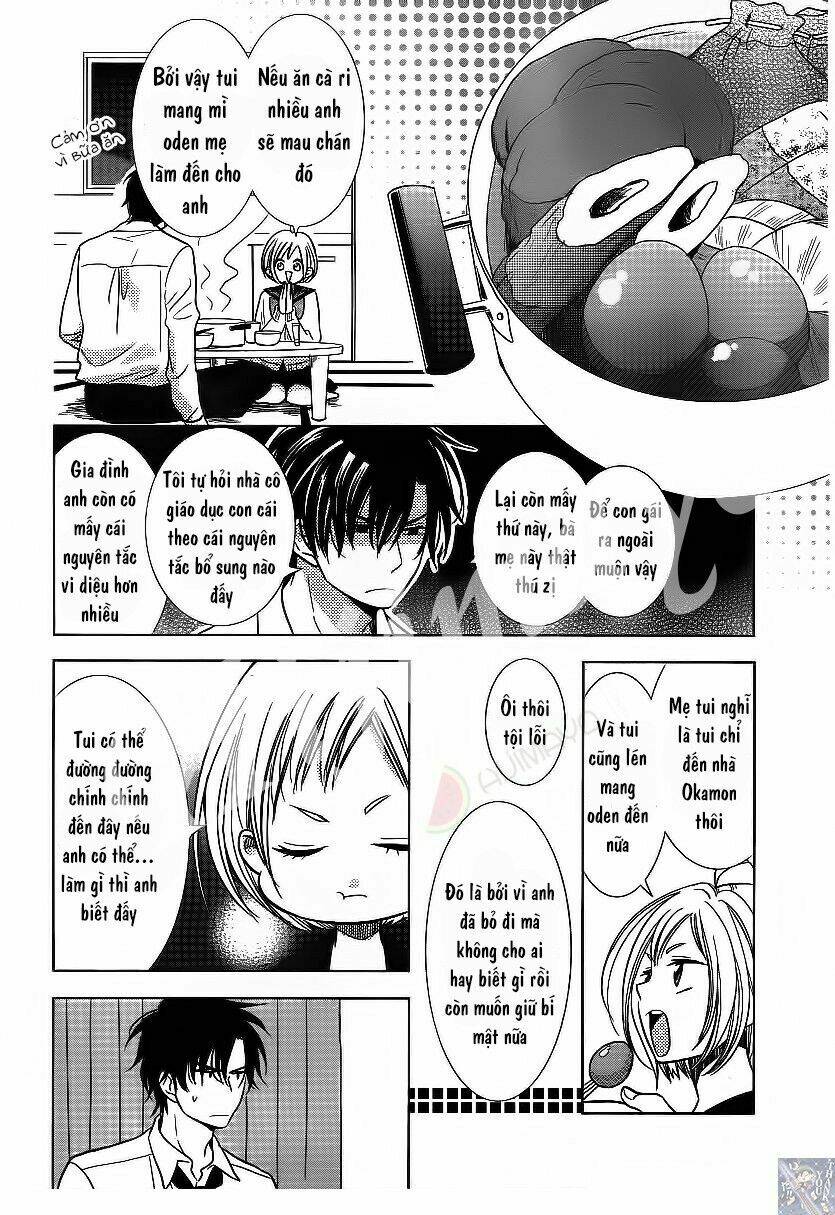 Nếu ăn cà ri
nhiều anh
sẽ mau chán
đó
Bởi vậy tui
mang mì
oden mẹ
làm đến cho
anh
Cảm ơn
vì bữa ăn
Để con gái
ra ngoài
muộn vậy
Lại còn mấy
thứ này, bà
mẹ này thật
thú zị
Tôi tự hỏi nhà cô
giáo dục con cái
theo cái nguyên
tắc bổ sung nào
đấy
Gia đình
anh còn có
mấy cái
nguyên tắc
vi diệu hơn
nhiều
Mẹ tui nghĩ
là tui chỉ
đến nhà
Okamon
thôi
Và tui
cũng lén
mang
oden đến
nữa
Ôi thôi
tội lỗi
Đó là bởi vì anh
đã bỏ đi mà
không cho ai
hay biết gì rồi
còn muốn giữ bí
mật nữa
Tui có thể
đường đường
chính chính
đến đây nếu
anh có thể...
làm gì thì anh
biết đấy
AJIMAYA
THANK
YOU